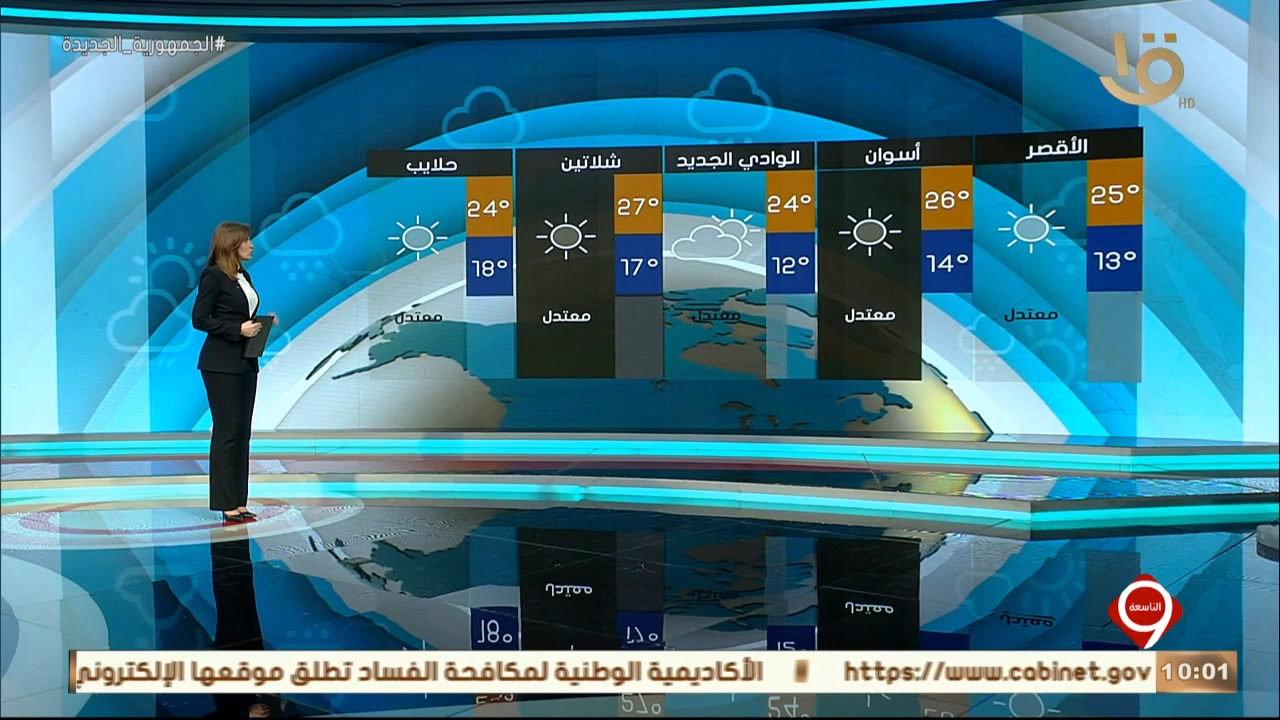 #الجمهورية_الجديدة
HD
الأقصر
25°
13°
معتدل
أسوان
26°
14°
معتدل
الوادي الجديد
24°
12°
معتدل
شلاتين
27°
17°
معتدل
حلايب
24°
18°
معتدل
التاسعة
9
10:01
https://www.cabinet.gov
الأكاديمية الوطنية لمكافحة الفساد تطلق موقعها الإلكتروني